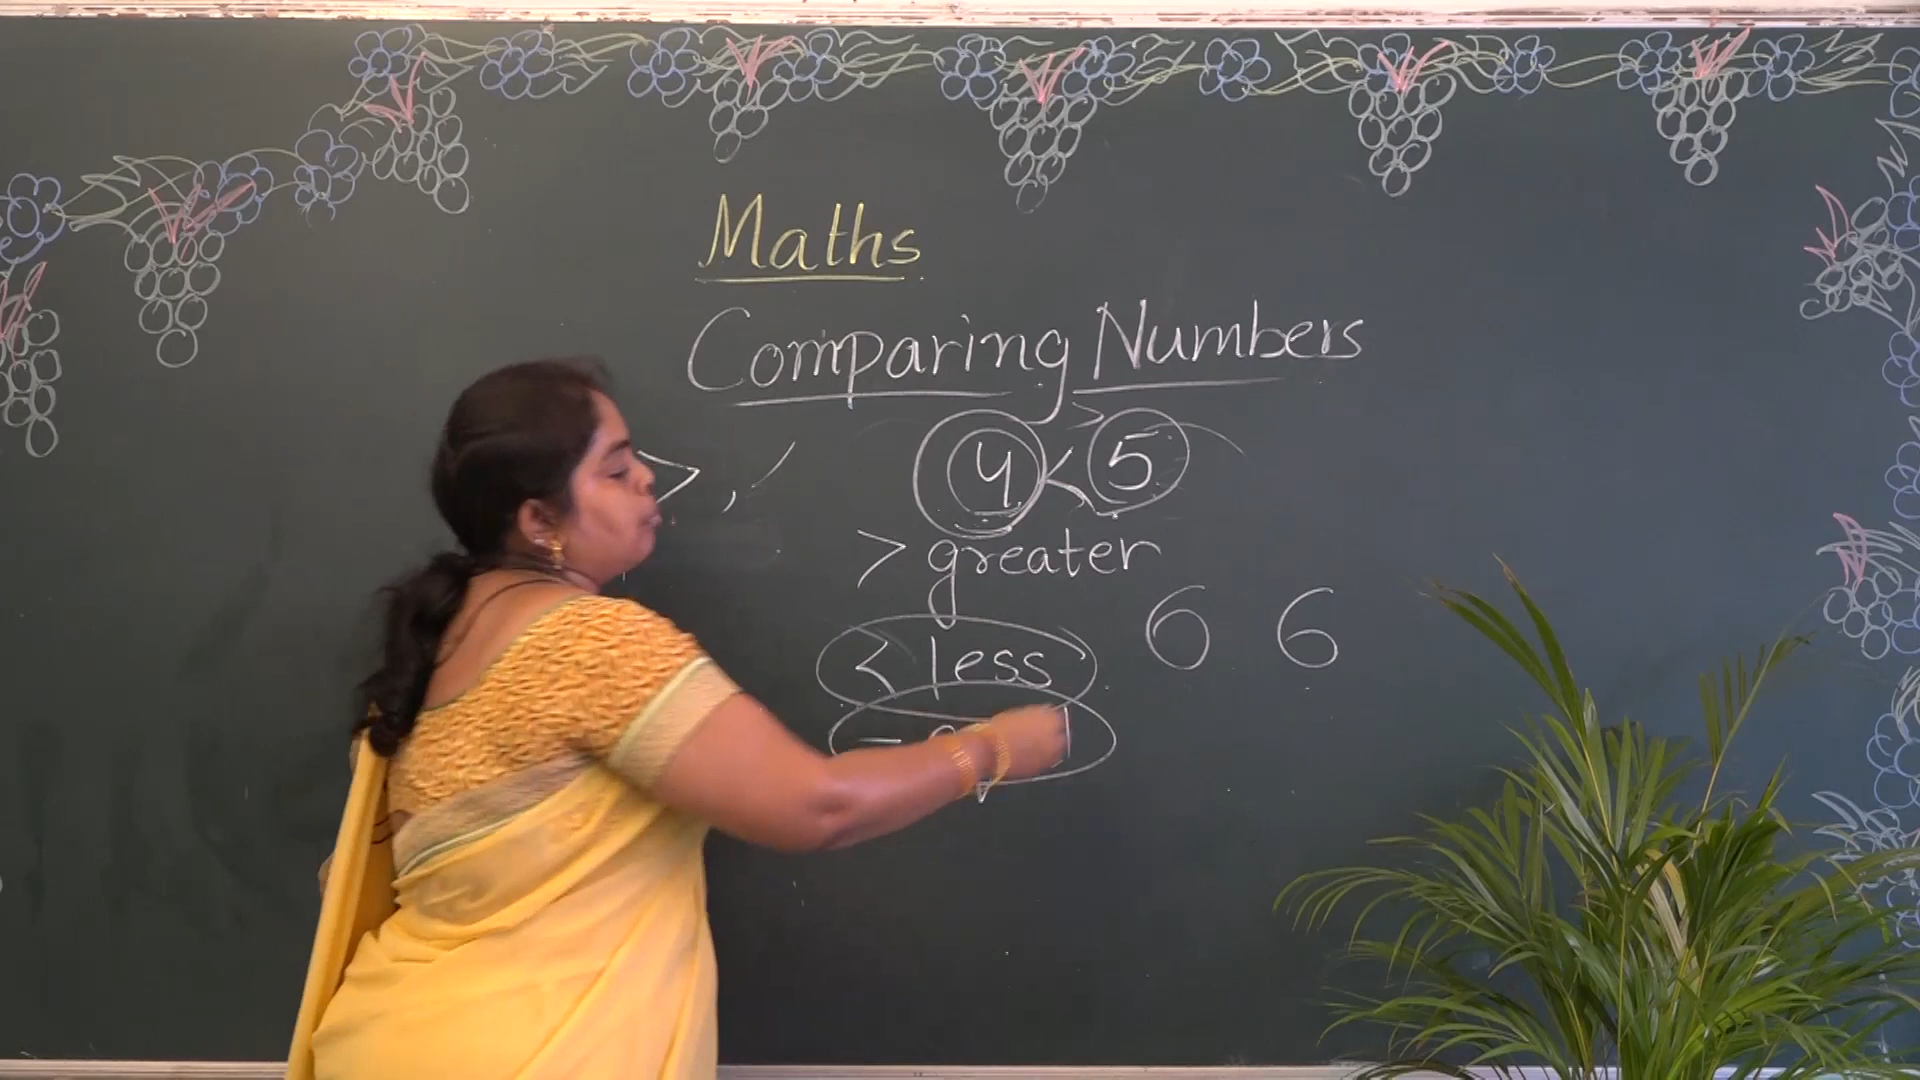 Maths
Comparing Numbers
> ,
4 < 5
>
> greater
< less
6 6
=